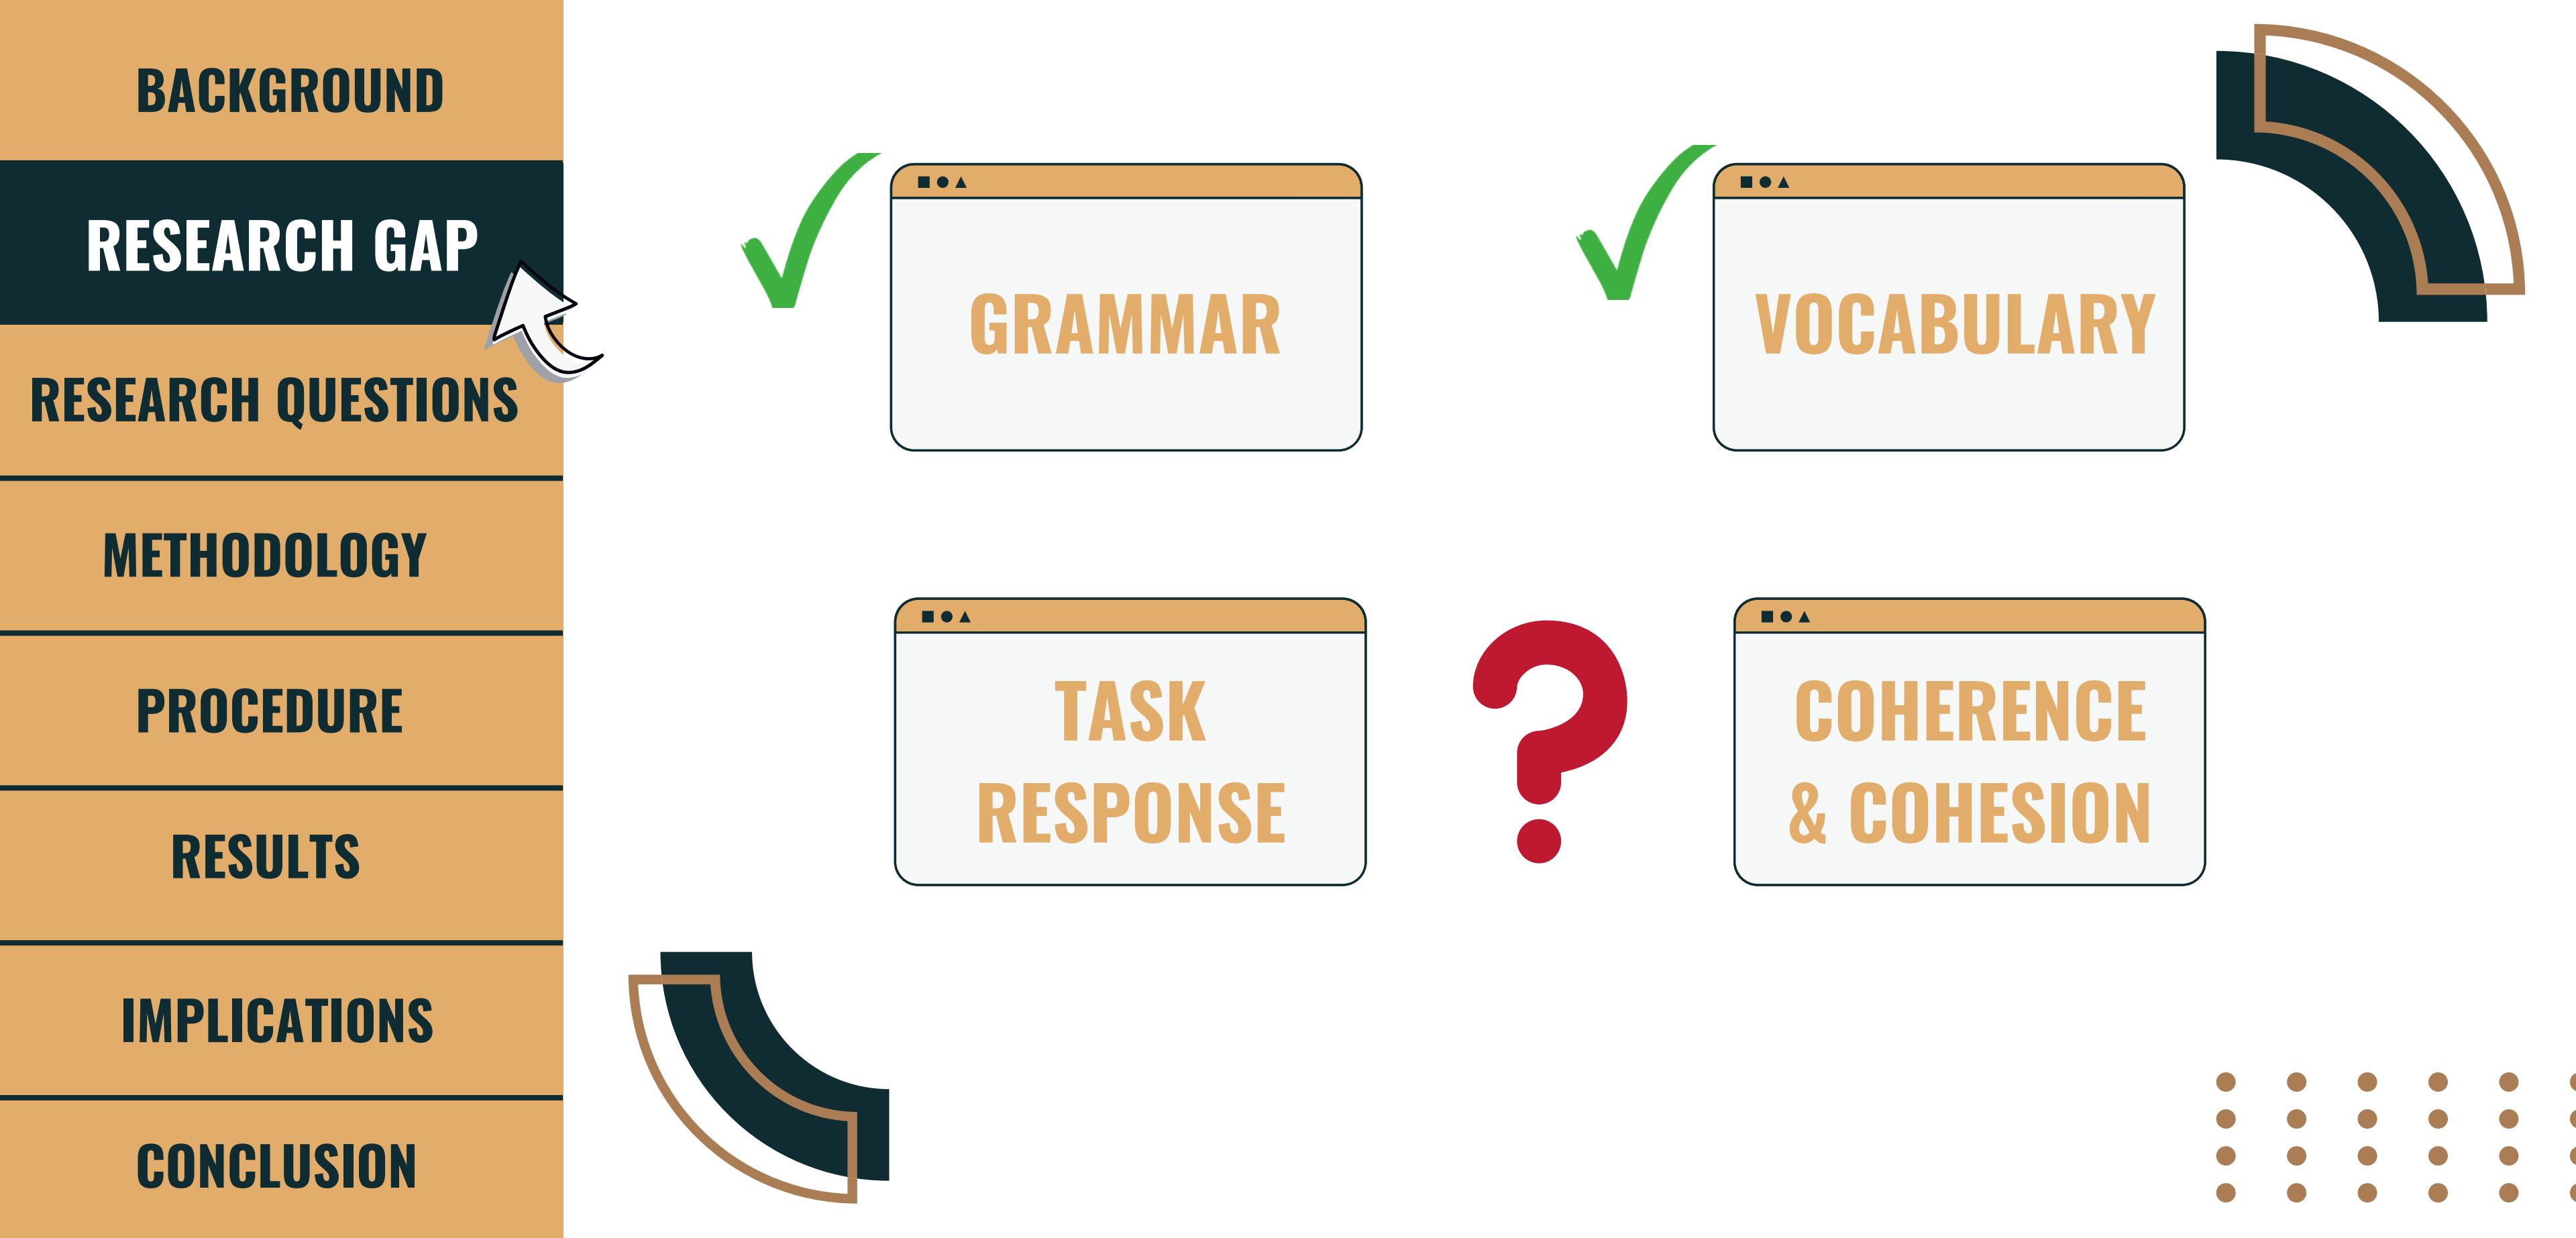 BACKGROUND
RESEARCH GAP
RESEARCH QUESTIONS
METHODOLOGY
PROCEDURE
RESULTS
IMPLICATIONS
CONCLUSION
GRAMMAR
VOCABULARY
TASK
RESPONSE
?
COHERENCE
& COHESION